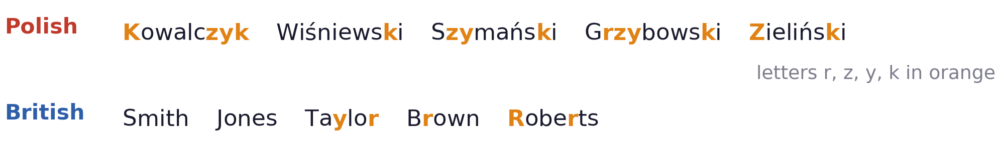 Polish Kowalczyk Wiśniewski Szymański Grzybowski Zieliński
letters r, z, y, k in orange
British Smith Jones Taylor Brown Roberts